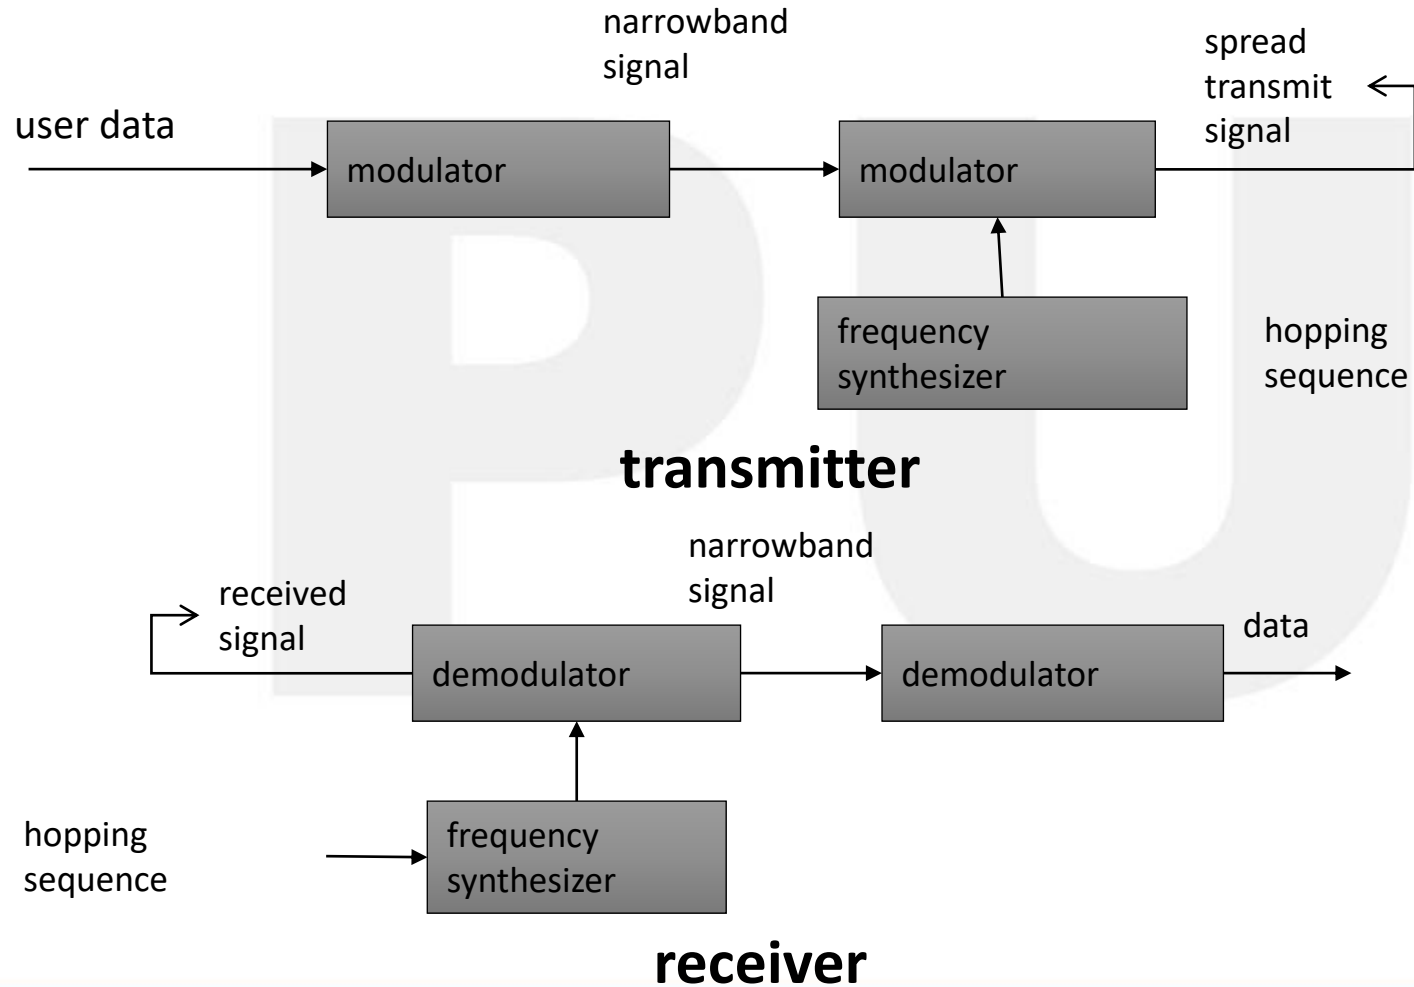 narrowband
signal
spread
transmit
signal
user data
modulator
modulator
frequency
synthesizer
hopping
sequence
transmitter
narrowband
signal
received
signal
data
demodulator
demodulator
hopping
sequence
frequency
synthesizer
receiver
PU